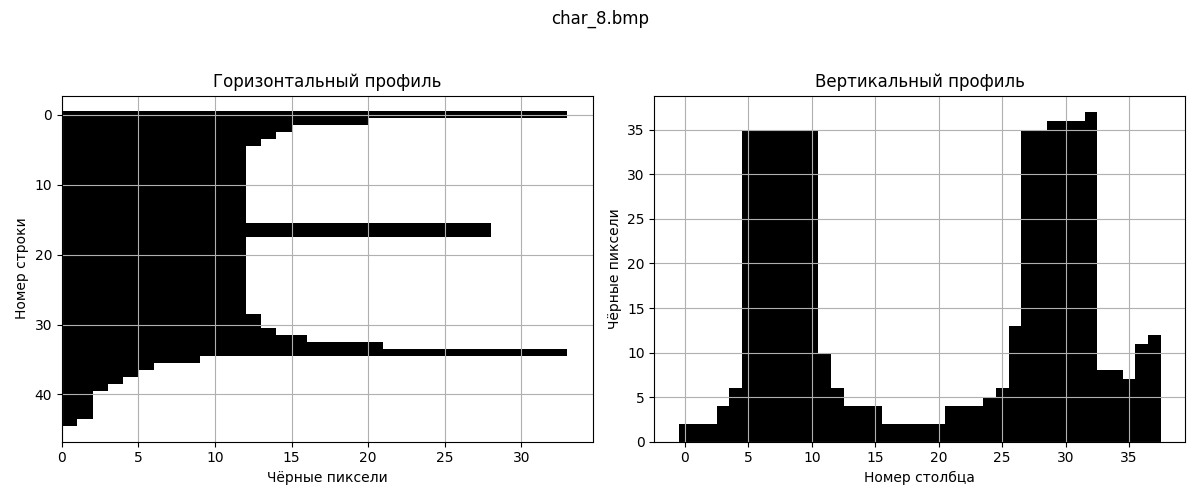 char_8.bmp
Горизонтальный профиль
Номер строки
0
10
20
30
40
0 5 10 15 20 25 30
Чёрные пиксели
Вертикальный профиль
Чёрные пиксели
35
30
25
20
15
10
5
0
0 5 10 15 20 25 30 35
Номер столбца